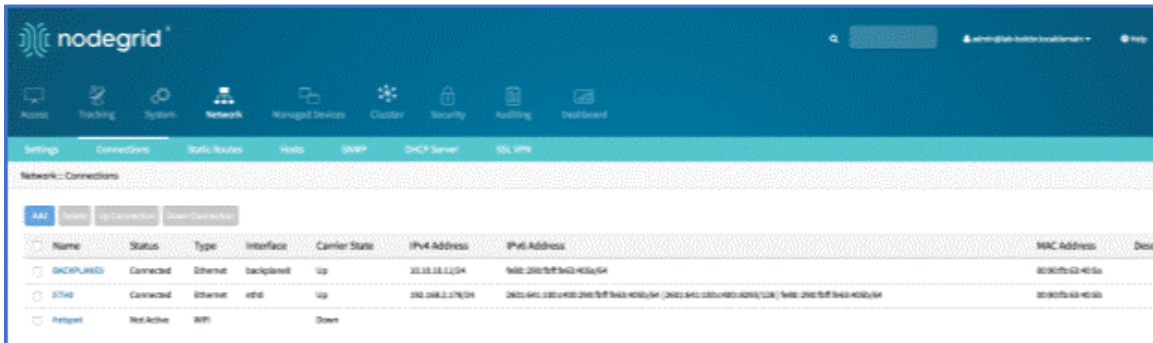 nodegrid
Help
Access Tracking System Network Managed Devices Cluster Security Auditing Dashboard
Settings Connections Static Routes Hosts SNMP DHCP Server SSL VPN
Network :: Connections
Add Delete Up Connection Down Connection
Name Status Type Interface Carrier State IPv4 Address IPv6 Address MAC Address
BACKPLANE0 Connected Ethernet backplane0 Up
ETH0 Connected Ethernet eth0 Up
hotspot Not Active WiFi Down